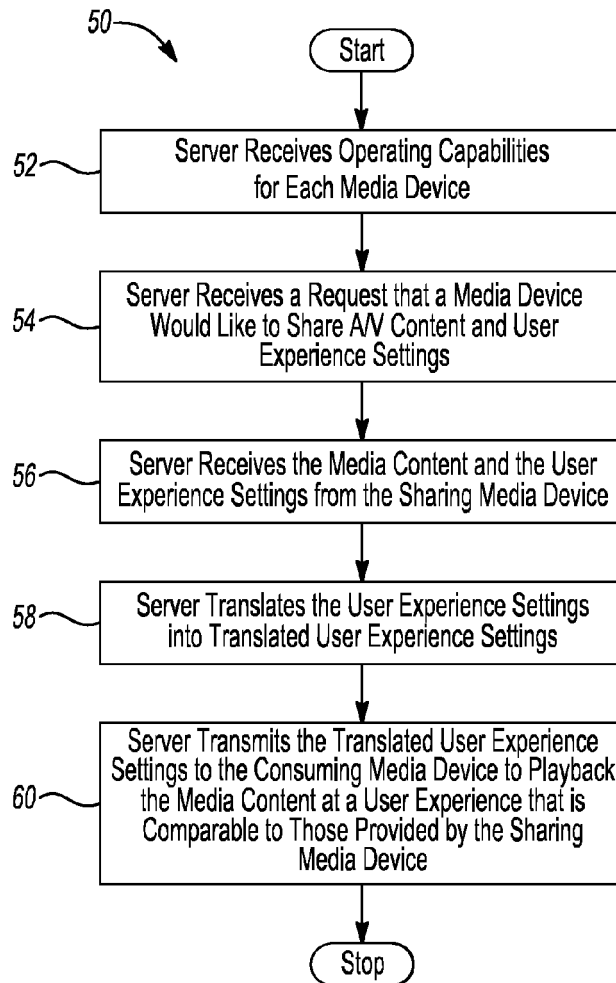 50
Start
52
Server Receives Operating Capabilities
for Each Media Device
54
Server Receives a Request that a Media Device
Would Like to Share A/V Content and User
Experience Settings
56
Server Receives the Media Content and the User
Experience Settings from the Sharing Media Device
58
Server Translates the User Experience Settings
into Translated User Experience Settings
60
Server Transmits the Translated User Experience
Settings to the Consuming Media Device to Playback
the Media Content at a User Experience that is
Comparable to Those Provided by the Sharing
Media Device
Stop